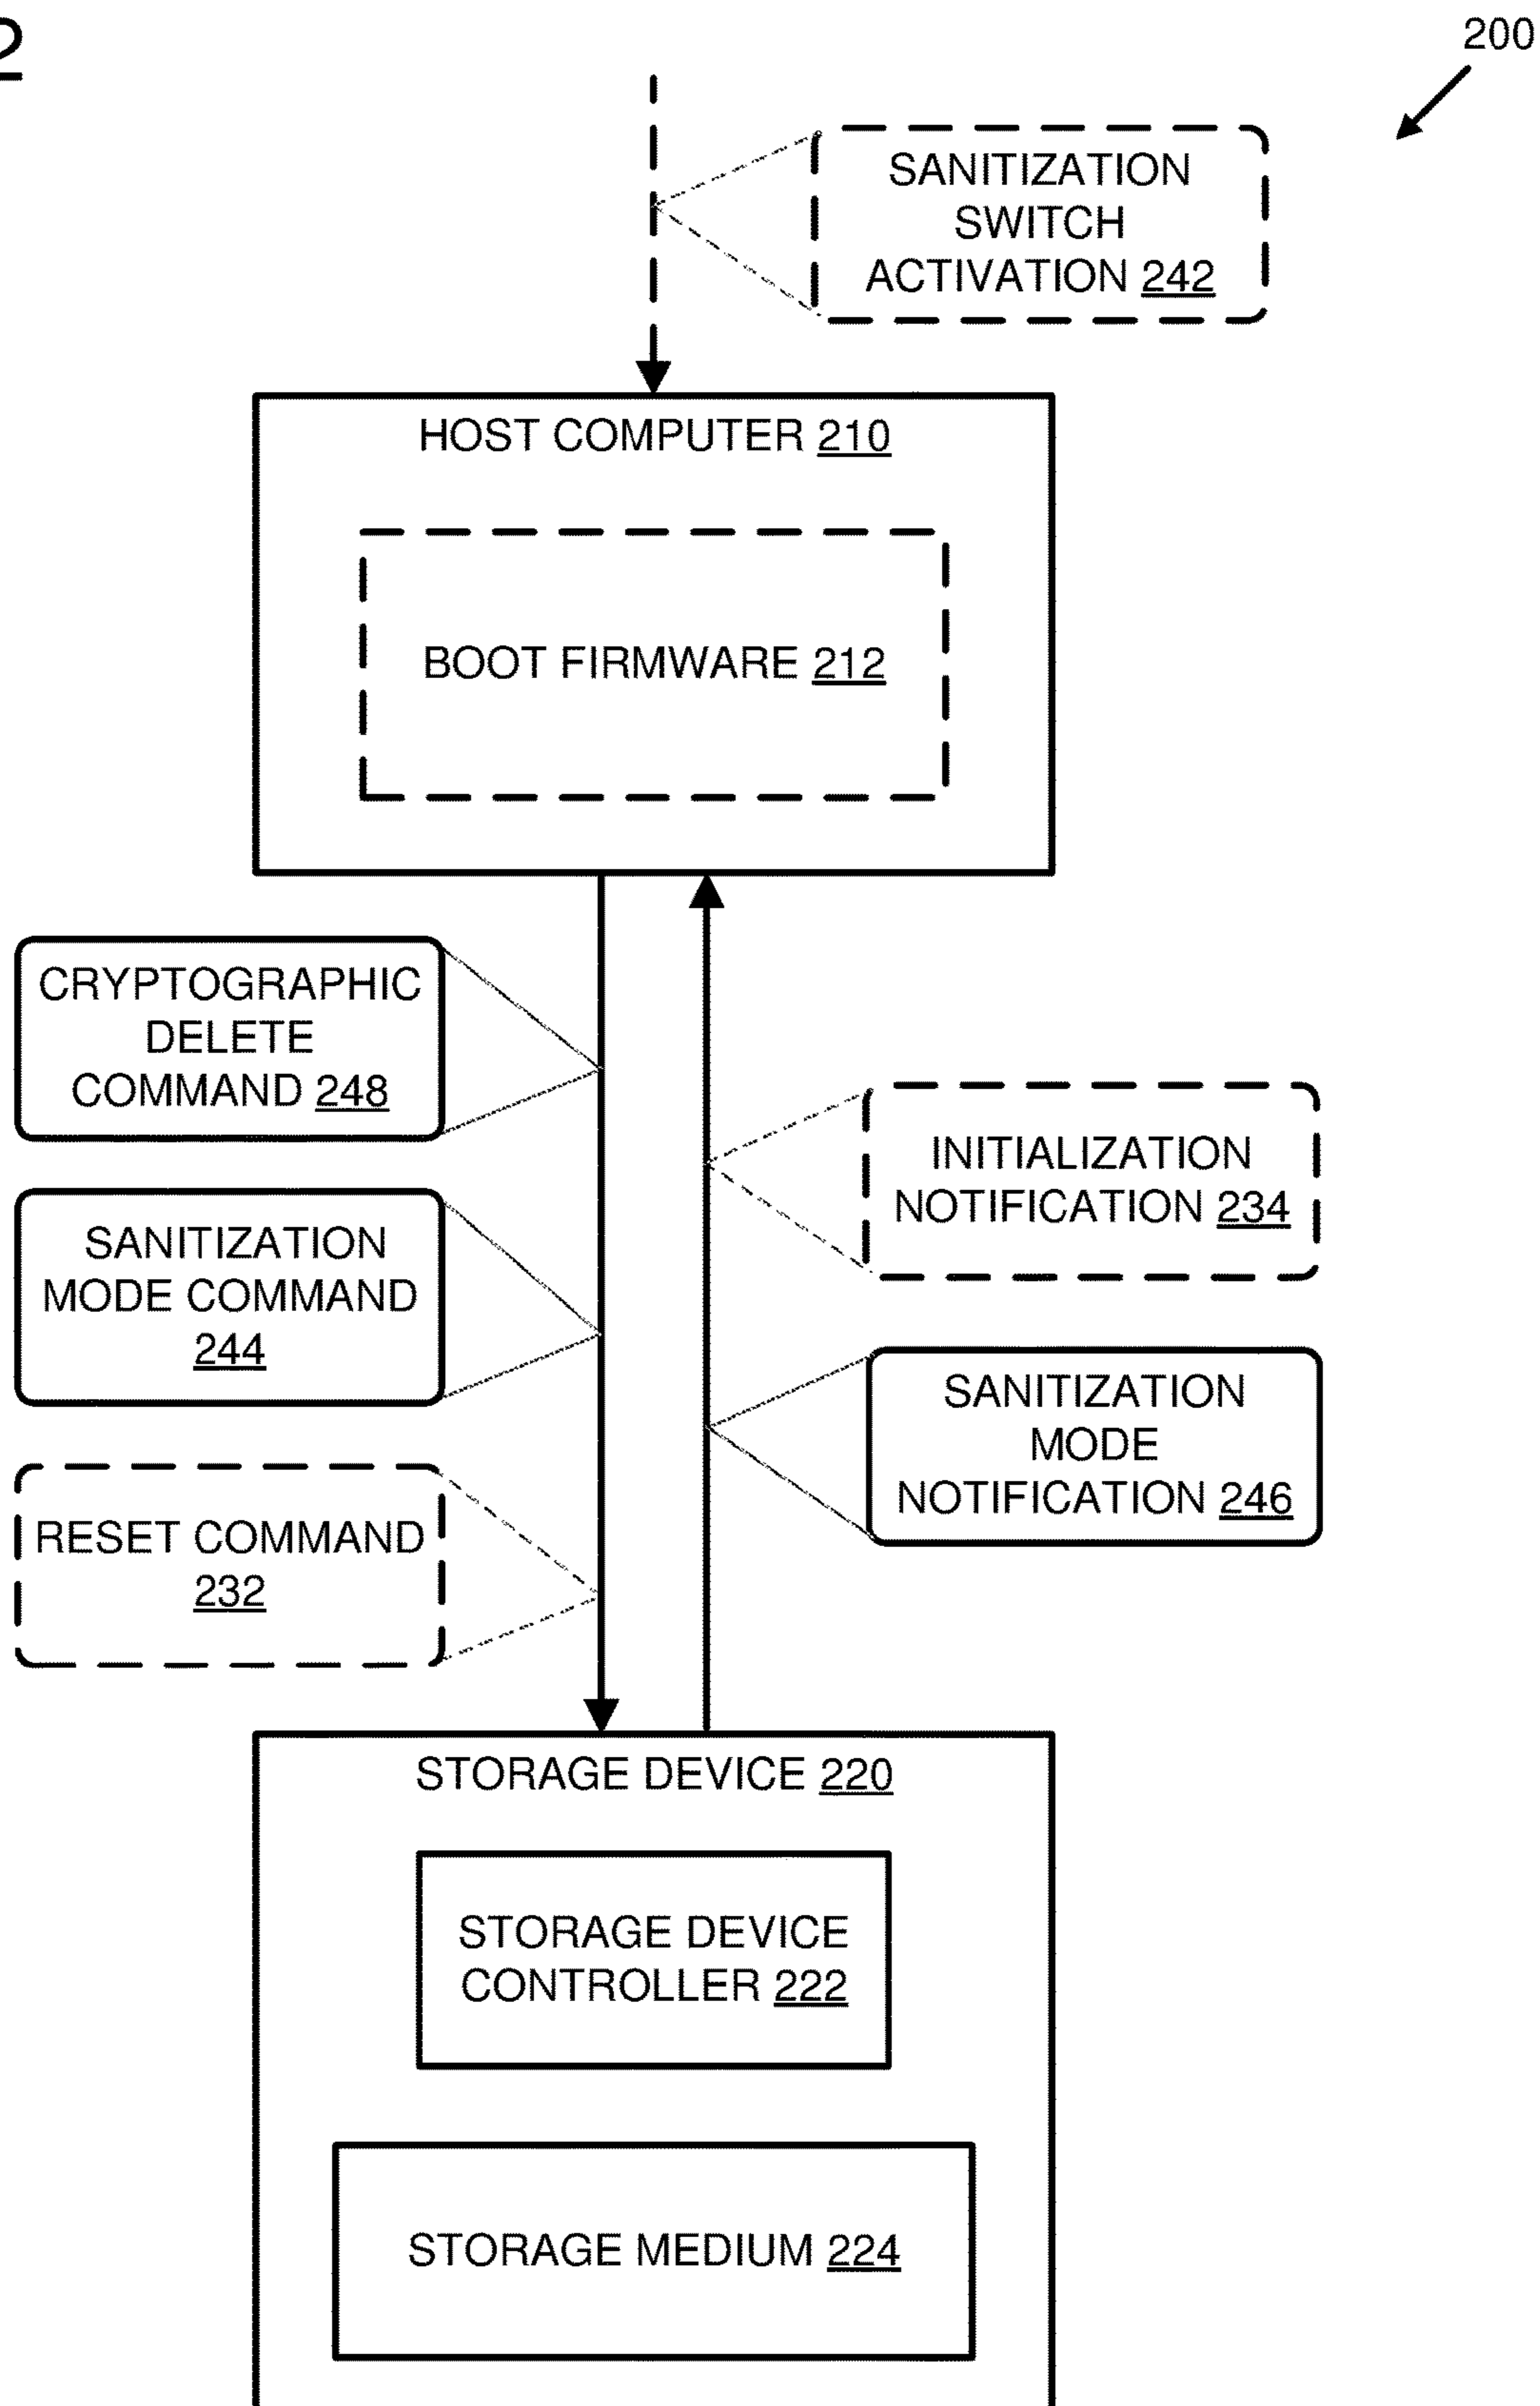 2
200
SANITIZATION
SWITCH
ACTIVATION 242
HOST COMPUTER 210
BOOT FIRMWARE 212
CRYPTOGRAPHIC
DELETE
COMMAND 248
INITIALIZATION
NOTIFICATION 234
SANITIZATION
MODE COMMAND
244
SANITIZATION
MODE
NOTIFICATION 246
RESET COMMAND
232
STORAGE DEVICE 220
STORAGE DEVICE
CONTROLLER 222
STORAGE MEDIUM 224